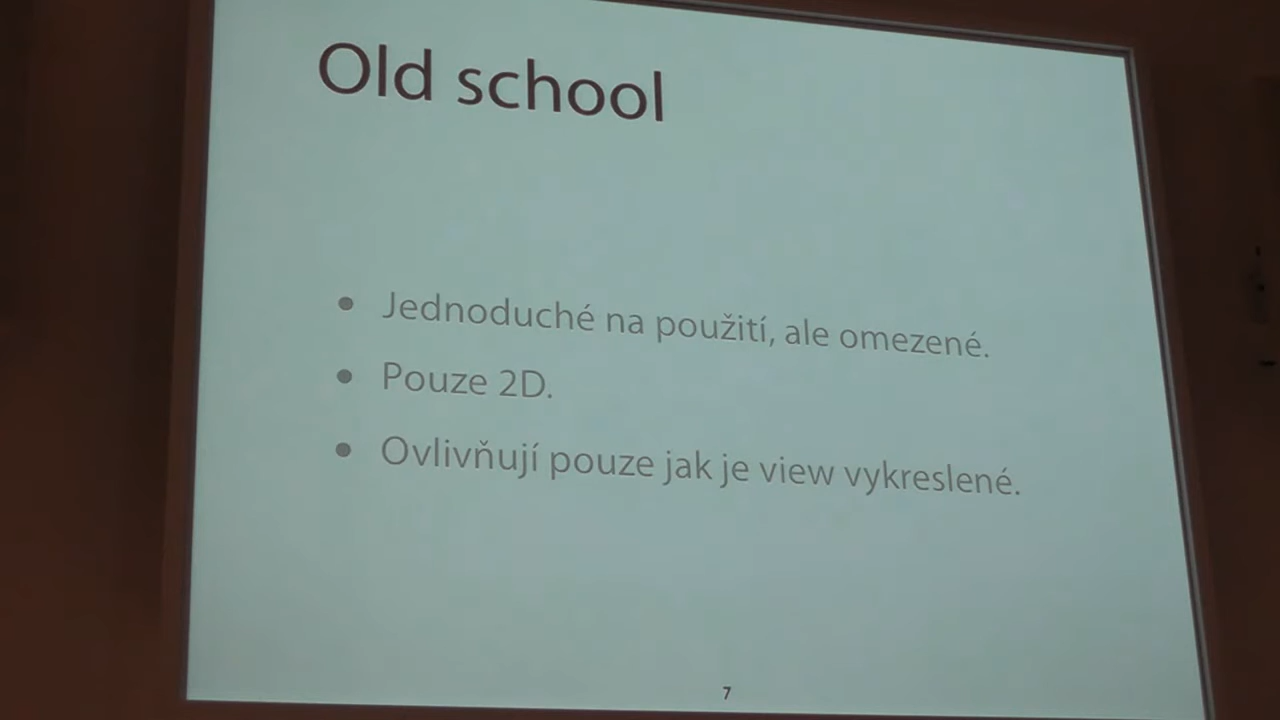 Old school
• Jednoduché na použití, ale omezené.
• Pouze 2D.
• Ovlivňují pouze jak je view vykreslené.
7